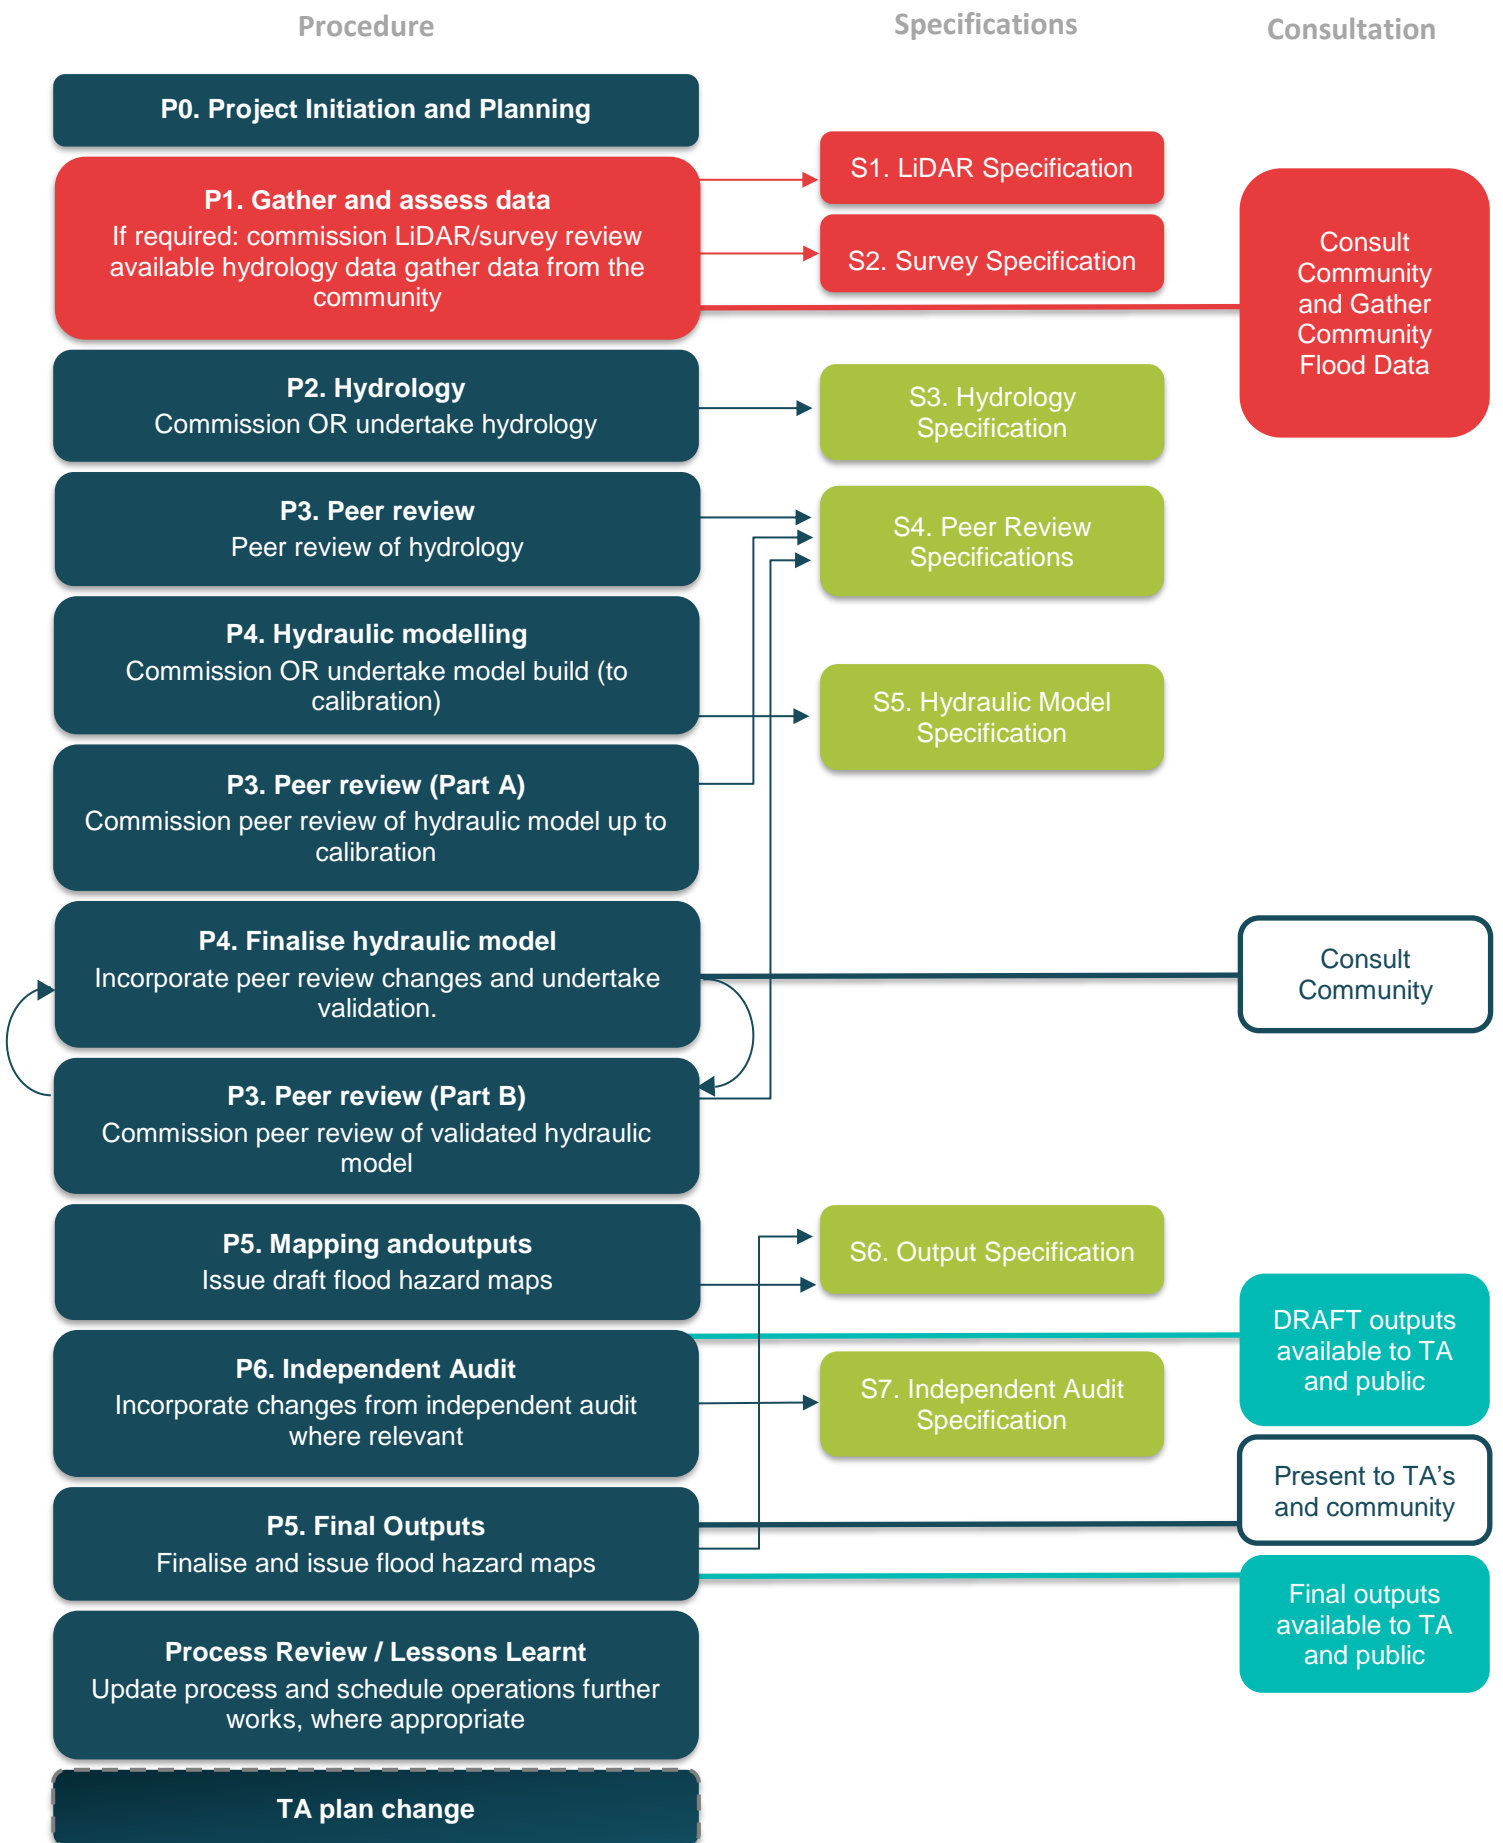 Procedure
Specifications
Consultation
P0. Project Initiation and Planning
P1. Gather and assess data
If required: commission LiDAR/survey review
available hydrology data gather data from the
community
S1. LiDAR Specification
S2. Survey Specification
Consult
Community
and Gather
Community
Flood Data
P2. Hydrology
Commission OR undertake hydrology
S3. Hydrology
Specification
P3. Peer review
Peer review of hydrology
S4. Peer Review
Specifications
P4. Hydraulic modelling
Commission OR undertake model build (to
calibration)
S5. Hydraulic Model
Specification
P3. Peer review (Part A)
Commission peer review of hydraulic model up to
calibration
P4. Finalise hydraulic model
Incorporate peer review changes and undertake
validation.
Consult
Community
P3. Peer review (Part B)
Commission peer review of validated hydraulic
model
P5. Mapping andoutputs
Issue draft flood hazard maps
S6. Output Specification
DRAFT outputs
available to TA
and public
P6. Independent Audit
Incorporate changes from independent audit
where relevant
S7. Independent Audit
Specification
Present to TA’s
and community
P5. Final Outputs
Finalise and issue flood hazard maps
Final outputs
available to TA
and public
Process Review / Lessons Learnt
Update process and schedule operations further
works, where appropriate
TA plan change